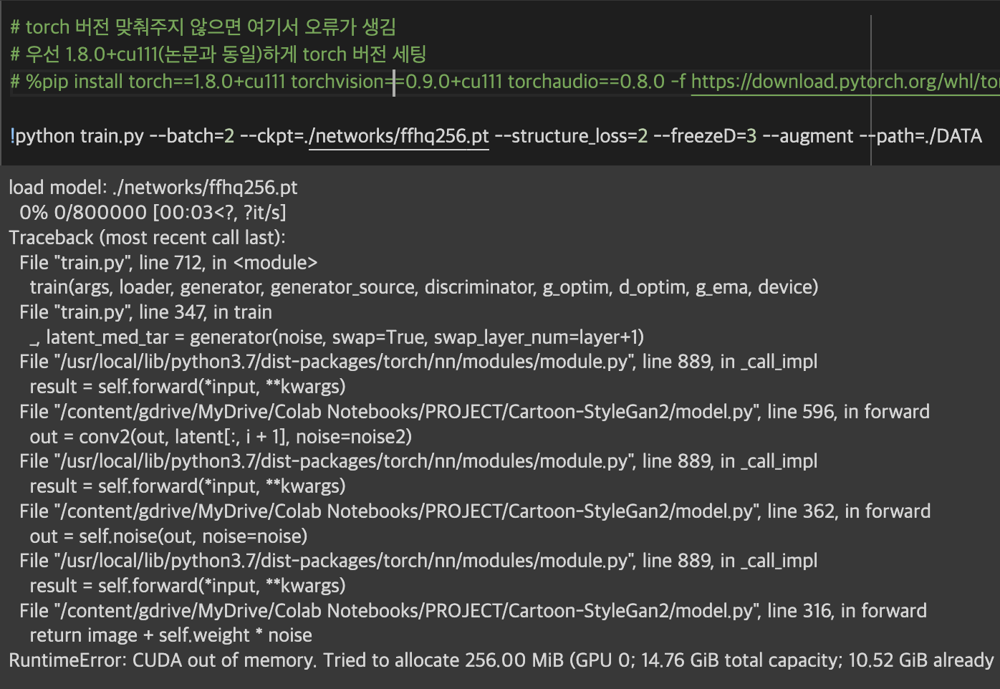 # torch 버전 맞춰주지 않으면 여기서 오류가 생김
# 우선 1.8.0+cu111(논문과 동일)하게 torch 버전 세팅
# %pip install torch==1.8.0+cu111 torchvision==0.9.0+cu111 torchaudio==0.8.0 -f https://download.pytorch.org/whl/tor
!python train.py --batch=2 --ckpt=./networks/ffhq256.pt --structure_loss=2 --freezeD=3 --augment --path=./DATA
load model: ./networks/ffhq256.pt
0% 0/800000 [00:03<?, ?it/s]
Traceback (most recent call last):
File "train.py", line 712, in <module>
train(args, loader, generator, generator_source, discriminator, g_optim, d_optim, g_ema, device)
File "train.py", line 347, in train
_, latent_med_tar = generator(noise, swap=True, swap_layer_num=layer+1)
File "/usr/local/lib/python3.7/dist-packages/torch/nn/modules/module.py", line 889, in _call_impl
result = self.forward(*input, **kwargs)
File "/content/gdrive/MyDrive/Colab Notebooks/PROJECT/Cartoon-StyleGan2/model.py", line 596, in forward
out = conv2(out, latent[:, i + 1], noise=noise2)
File "/usr/local/lib/python3.7/dist-packages/torch/nn/modules/module.py", line 889, in _call_impl
result = self.forward(*input, **kwargs)
File "/content/gdrive/MyDrive/Colab Notebooks/PROJECT/Cartoon-StyleGan2/model.py", line 362, in forward
out = self.noise(out, noise=noise)
File "/usr/local/lib/python3.7/dist-packages/torch/nn/modules/module.py", line 889, in _call_impl
result = self.forward(*input, **kwargs)
File "/content/gdrive/MyDrive/Colab Notebooks/PROJECT/Cartoon-StyleGan2/model.py", line 316, in forward
return image + self.weight * noise
RuntimeError: CUDA out of memory. Tried to allocate 256.00 MiB (GPU 0; 14.76 GiB total capacity; 10.52 GiB already